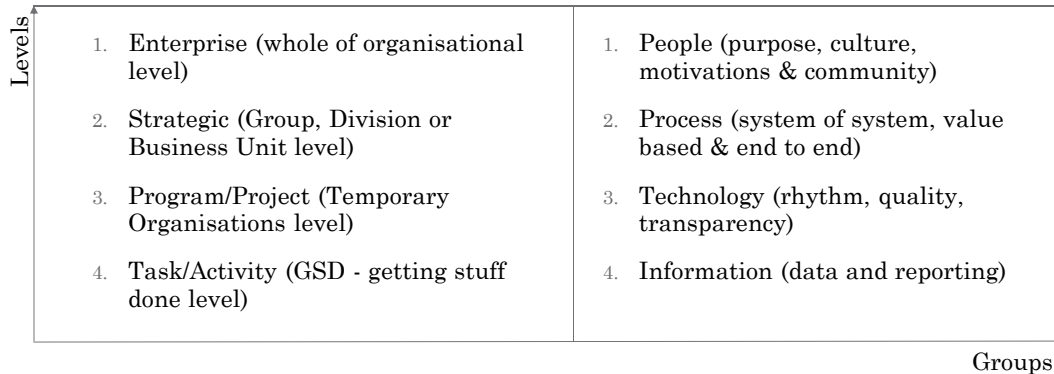 Levels
1. Enterprise (whole of organisational
level)
2. Strategic (Group, Division or
Business Unit level)
3. Program/Project (Temporary
Organisations level)
4. Task/Activity (GSD - getting stuff
done level)
1. People (purpose, culture,
motivations & community)
2. Process (system of system, value
based & end to end)
3. Technology (rhythm, quality,
transparency)
4. Information (data and reporting)
Groups